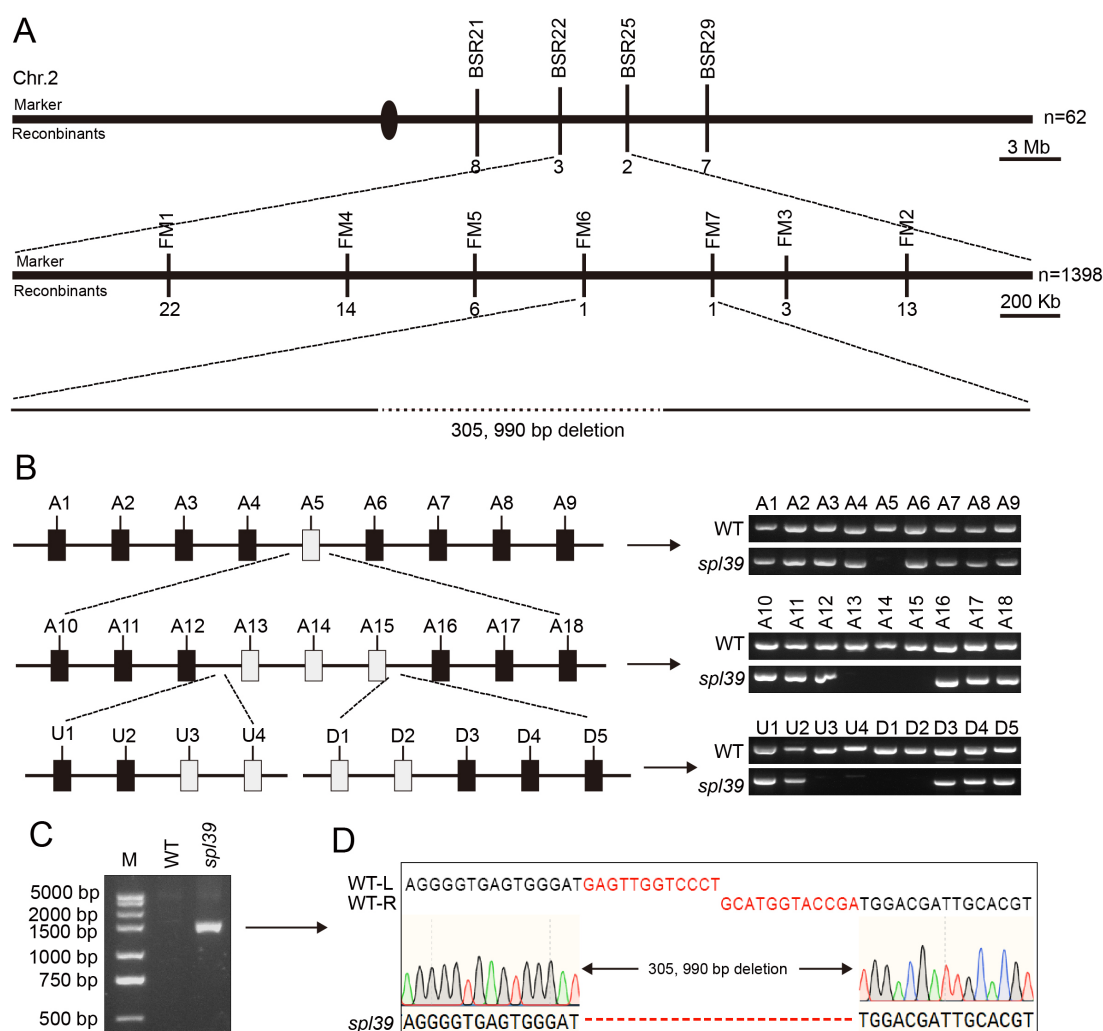 A
BSR21 BSR22 BSR25 BSR29
Chr.2
Marker
n=62
Recombinants
8 3 2 7
3 Mb
FM1 FM4 FM5 FM6 FM7 FM3 FM2
Marker
n=1398
Recombinants
22 14 6 1 1 3 13
200 Kb
305, 990 bp deletion
B
A1 A2 A3 A4 A5 A6 A7 A8 A9
A1 A2 A3 A4 A5 A6 A7 A8 A9
WT
spl39
A10 A11 A12 A13 A14 A15 A16 A17 A18
A10 A11 A12 A13 A14 A15 A16 A17 A18
WT
spl39
U1 U2 U3 U4 D1 D2 D3 D4 D5
U1 U2 U3 U4 D1 D2 D3 D4 D5
WT
spl39
C
M WT spl39
5000 bp
2000 bp
1500 bp
1000 bp
750 bp
500 bp
D
WT-L AGGGGTGAGTGGGATGAGTTGGTCCCT
WT-R GCATGGTACCGATGGACGATTGCACGT
305, 990 bp deletion
spl39 AGGGGTGAGTGGGAT TGGACGATTGCACGT